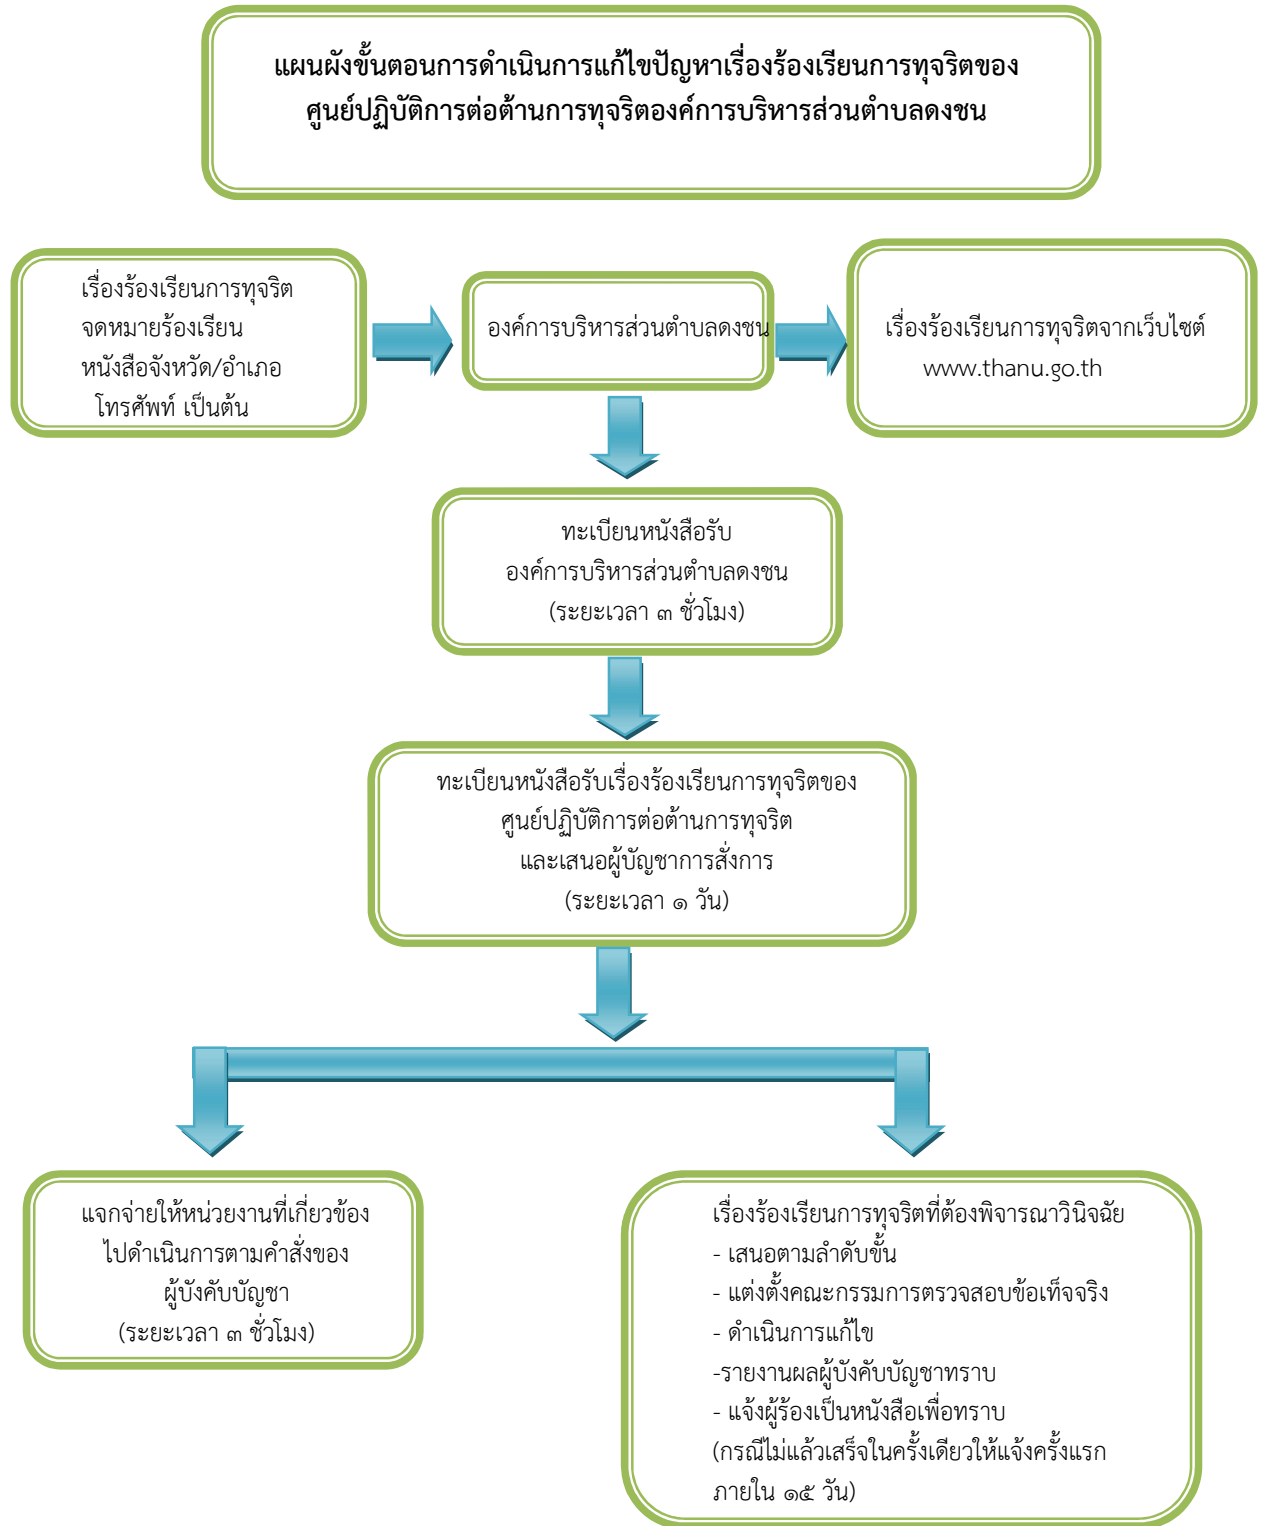 แผนผังขั้นตอนการดำเนินการแก้ไขปัญหาเรื่องร้องเรียนการทุจริตของ
ศูนย์ปฏิบัติการต่อต้านการทุจริตองค์การบริหารส่วนตำบลดงชน
เรื่องร้องเรียนการทุจริต
จดหมายร้องเรียน
หนังสือจังหวัด/อำเภอ
โทรศัพท์ เป็นต้น
องค์การบริหารส่วนตำบลดงชน
เรื่องร้องเรียนการทุจริตจากเว็บไซต์
www.thanu.go.th
ทะเบียนหนังสือรับ
องค์การบริหารส่วนตำบลดงชน
(ระยะเวลา ๓ ชั่วโมง)
ทะเบียนหนังสือรับเรื่องร้องเรียนการทุจริตของ
ศูนย์ปฏิบัติการต่อต้านการทุจริต
และเสนอผู้บัญชาการสั่งการ
(ระยะเวลา ๑ วัน)
แจกจ่ายให้หน่วยงานที่เกี่ยวข้อง
ไปดำเนินการตามคำสั่งของ
ผู้บังคับบัญชา
(ระยะเวลา ๓ ชั่วโมง)
เรื่องร้องเรียนการทุจริตที่ต้องพิจารณาวินิจฉัย
- เสนอตามลำดับขั้น
- แต่งตั้งคณะกรรมการตรวจสอบข้อเท็จจริง
- ดำเนินการแก้ไข
-รายงานผลผู้บังคับบัญชาทราบ
- แจ้งผู้ร้องเป็นหนังสือเพื่อทราบ
(กรณีไม่แล้วเสร็จในครั้งเดียวให้แจ้งครั้งแรก
ภายใน ๑๕ วัน)